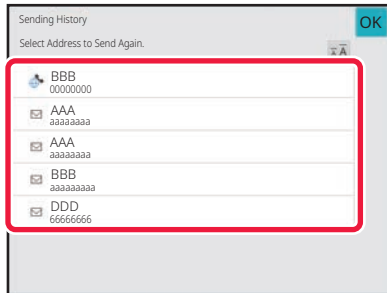 Sending History
OK
Select Address to Send Again.
A A
BBB
00000000
AAA
aaaaaaaa
AAA
aaaaaaaa
BBB
aaaaaaaaa
DDD
66666666